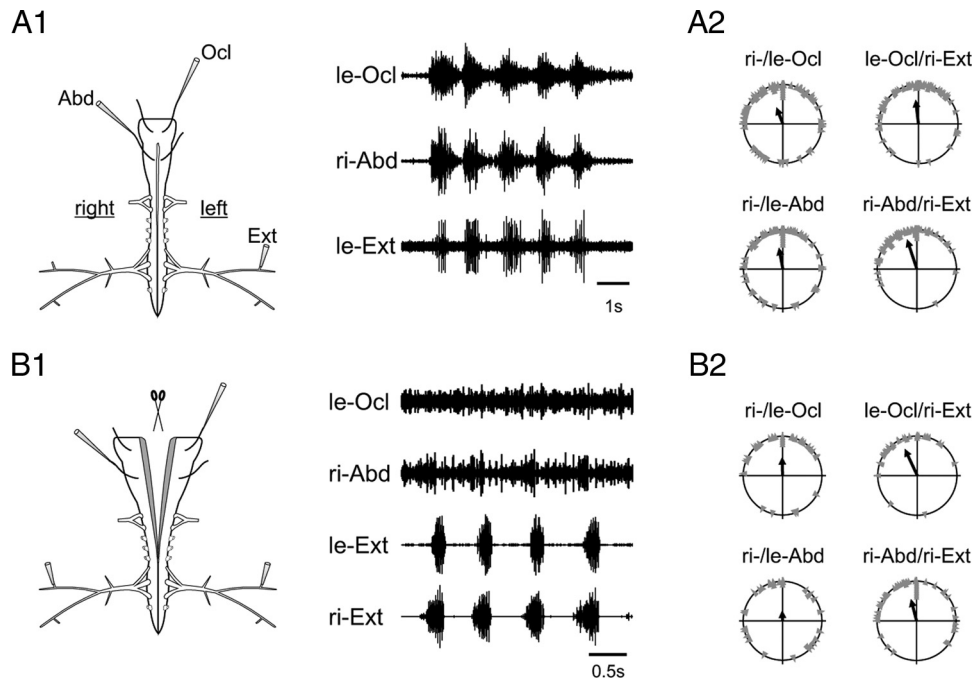 A1
Ocl
Abd
right
left
Ext
le-Ocl
ri-Abd
le-Ext
1s
A2
ri-/le-Ocl
le-Ocl/ri-Ext
ri-/le-Abd
ri-Abd/ri-Ext
B1
le-Ocl
ri-Abd
le-Ext
ri-Ext
0.5s
B2
ri-/le-Ocl
le-Ocl/ri-Ext
ri-/le-Abd
ri-Abd/ri-Ext